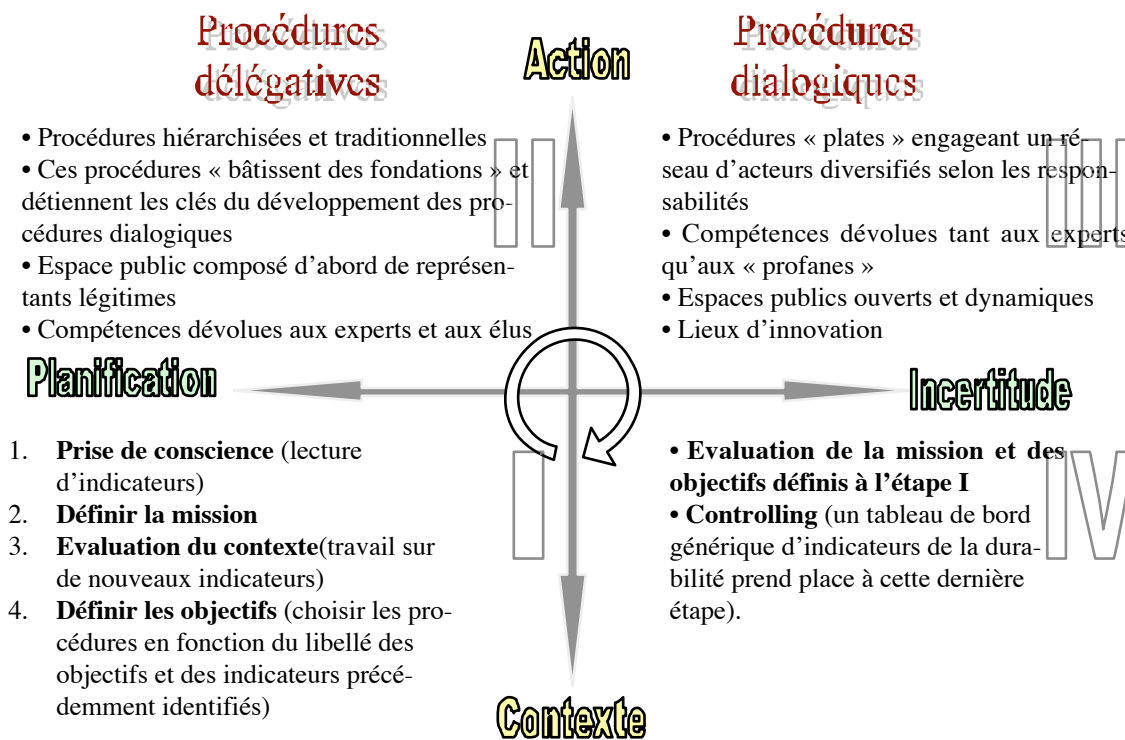 Procédures
délégatives
Action
Procédures
dialogiques
• Procédures hiérarchisées et traditionnelles
• Ces procédures « bâtissent des fondations » et
détiennent les clés du développement des pro-
cédures dialogiques
• Espace public composé d'abord de représen-
tants légitimes
• Compétences dévolues aux experts et aux élus
II
• Procédures « plates » engageant un ré-
seau d'acteurs diversifiés selon les respon-
sabilités
• Compétences dévolues tant aux experts
qu'aux « profanes »
• Espaces publics ouverts et dynamiques
• Lieux d'innovation
III
Planification
Incertitude
1. Prise de conscience (lecture
d'indicateurs)
2. Définir la mission
3. Evaluation du contexte(travail sur
de nouveaux indicateurs)
4. Définir les objectifs (choisir les pro-
cédures en fonction du libellé des
objectifs et des indicateurs précé-
demment identifiés)
I
• Evaluation de la mission et des
objectifs définis à l'étape I
• Controlling (un tableau de bord
générique d'indicateurs de la dura-
bilité prend place à cette dernière
étape).
IV
Contexte